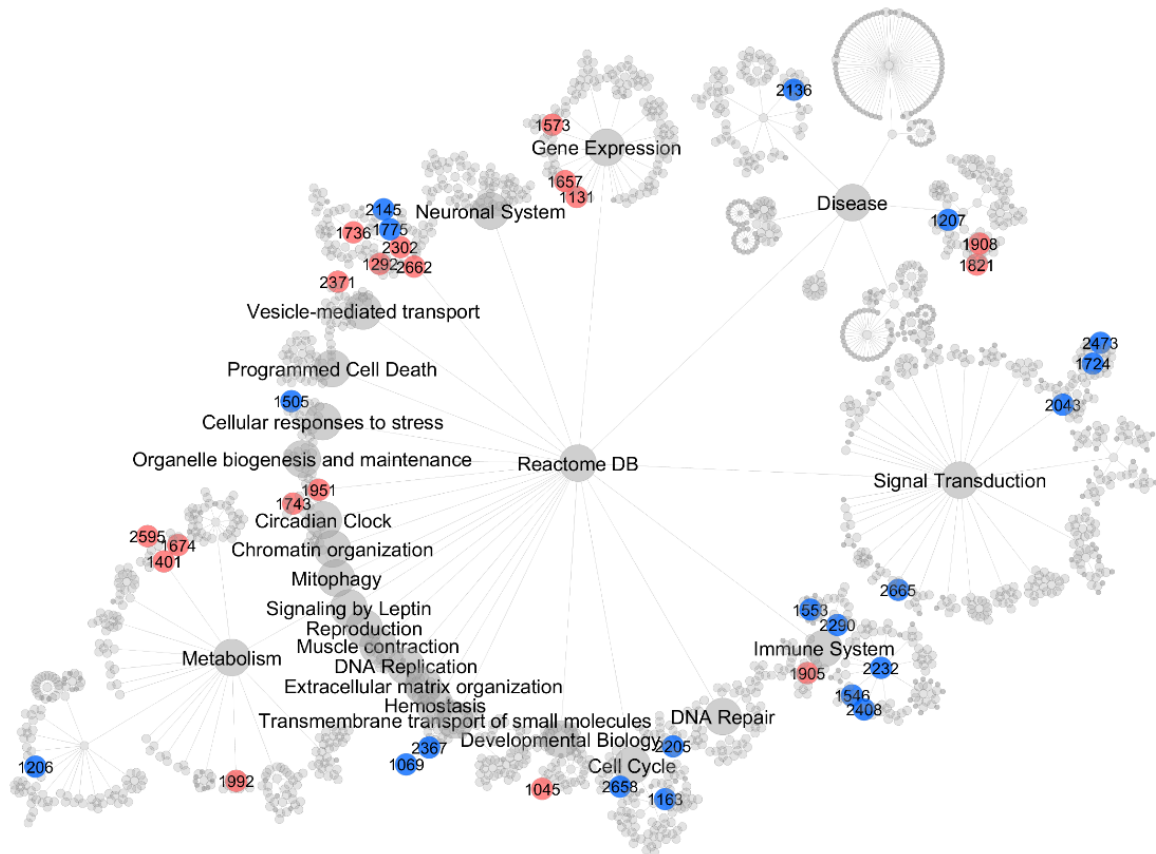 2136
1573
Gene Expression
1657
1131
Disease
2145
Neuronal System
1207
1775
1736
2302
1908
1292
2662
1821
2371
Vesicle-mediated transport
2473
1724
Programmed Cell Death
1505
2043
Cellular responses to stress
Organelle biogenesis and maintenance
Reactome DB
Signal Transduction
1951
1743
Circadian Clock
2595
1674
Chromatin organization
1401
Mitophagy
2665
Signaling by Leptin
1553
Reproduction
2290
Muscle contraction
Immune System
Metabolism
DNA Replication
2232
1905
Extracellular matrix organization
1546
Hemostasis
2408
Transmembrane transport of small molecules
DNA Repair
Developmental Biology
2205
2367
1069
Cell Cycle
1206
1992
1045
2658
1163